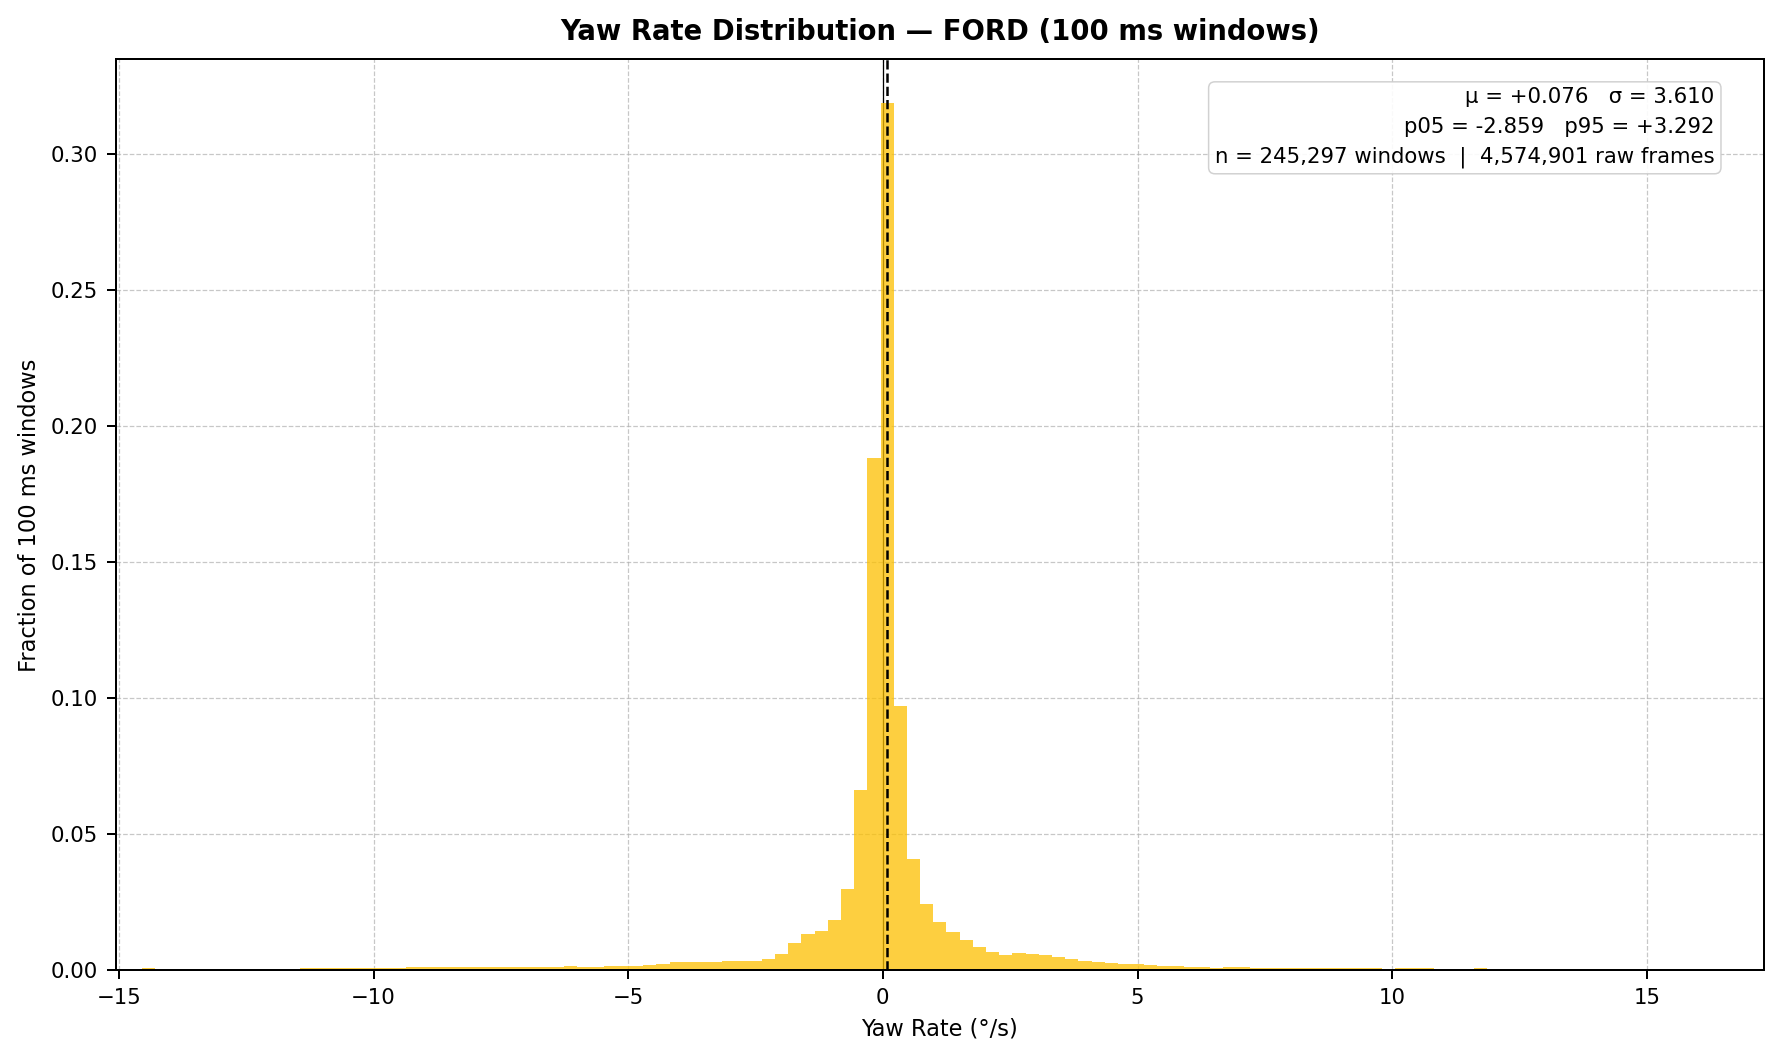 Yaw Rate Distribution — FORD (100 ms windows)
μ = +0.076   σ = 3.610
p05 = -2.859   p95 = +3.292
n = 245,297 windows  |  4,574,901 raw frames
Fraction of 100 ms windows
0.30
0.25
0.20
0.15
0.10
0.05
0.00
−15
−10
−5
0
5
10
15
Yaw Rate (°/s)